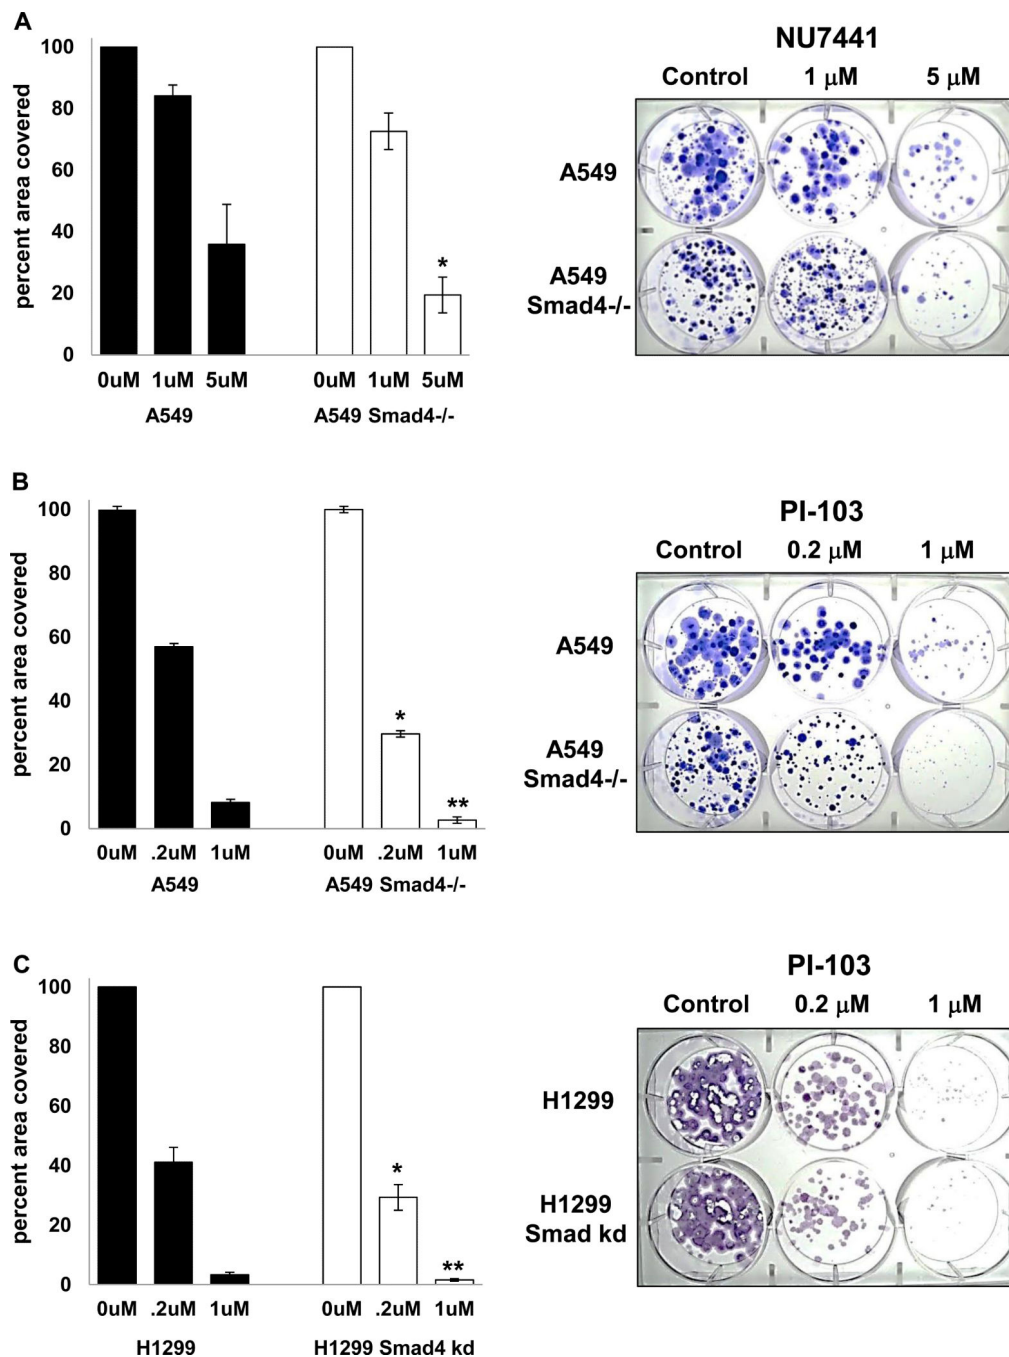 A
percent area covered
100
80
60
40
20
0
0uM 1uM 5uM
A549
*
0uM 1uM 5uM
A549 Smad4-/-
NU7441
Control 1 µM 5 µM
A549
A549
Smad4-/-
B
percent area covered
100
80
60
40
20
0
0uM .2uM 1uM
A549
*
**
0uM .2uM 1uM
A549 Smad4-/-
PI-103
Control 0.2 µM 1 µM
A549
A549
Smad4-/-
C
percent area covered
100
80
60
40
20
0
0uM .2uM 1uM
H1299
*
**
0uM .2uM 1uM
H1299 Smad4 kd
PI-103
Control 0.2 µM 1 µM
H1299
H1299
Smad kd